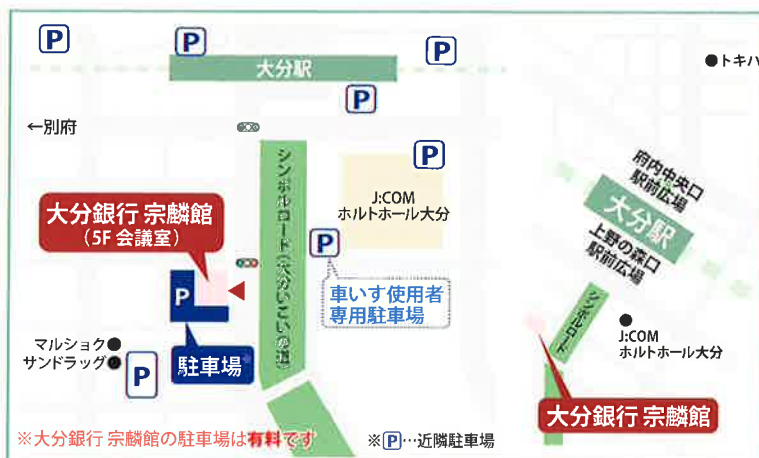 P
P
P
大分駅
●トキハ
P
←別府
P
シンボルロード(大分いこいの道)
J:COM
ホルトホール大分
府内中央口
駅前広場
大分駅
上野の森口
駅前広場
大分銀行 宗麟館
(5F 会議室)
P
車いす使用者
専用駐車場
P
シンボルロード
J:COM
ホルトホール大分
マルショク●
サンドラッグ●
P
駐車場※
大分銀行 宗麟館
※大分銀行 宗麟館の駐車場は有料です
※P…近隣駐車場